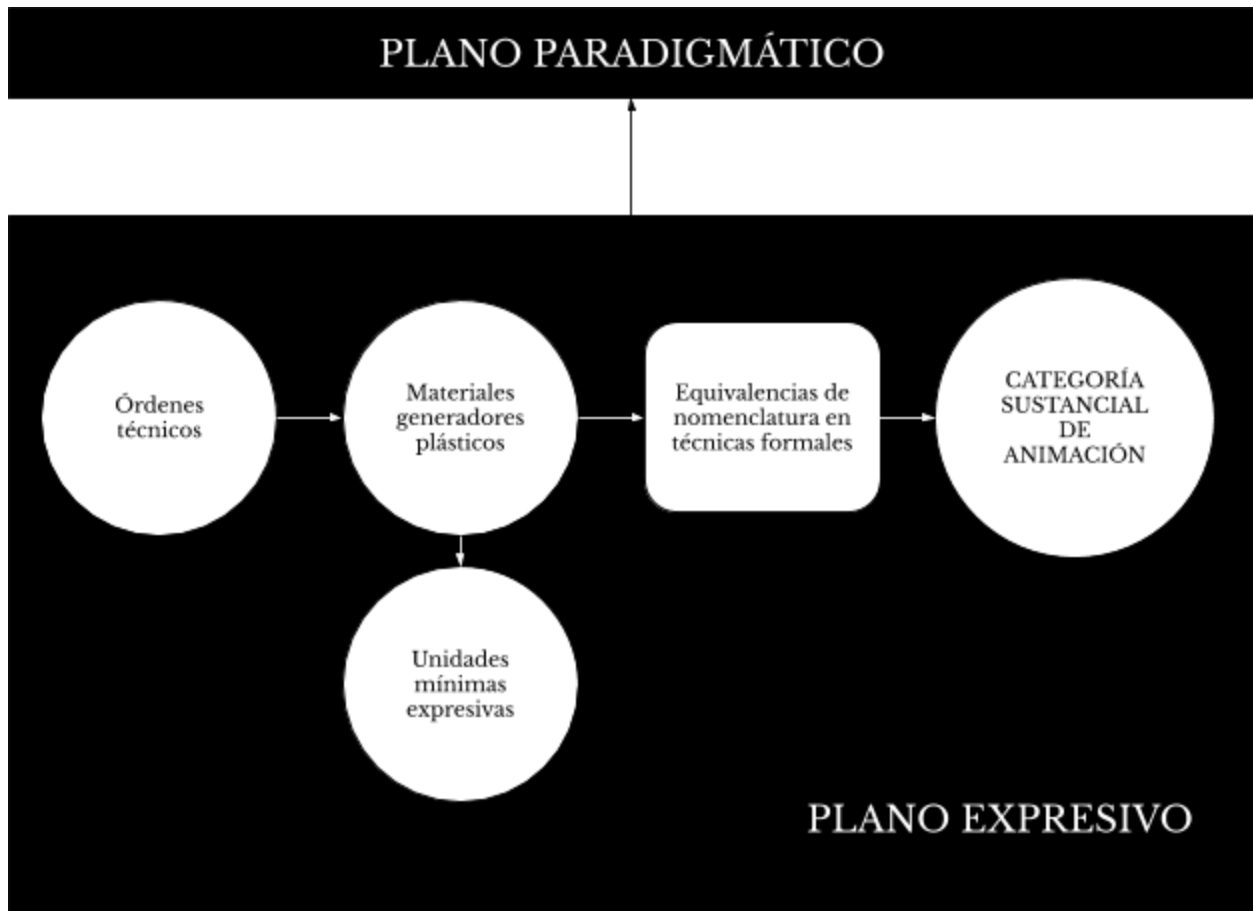 PLANO PARADIGMÁTICO
Órdenes
técnicos
Materiales
generadores
plásticos
Equivalencias de
nomenclatura en
técnicas formales
CATEGORÍA
SUSTANCIAL
DE
ANIMACIÓN
Unidades
mínimas
expresivas
PLANO EXPRESIVO